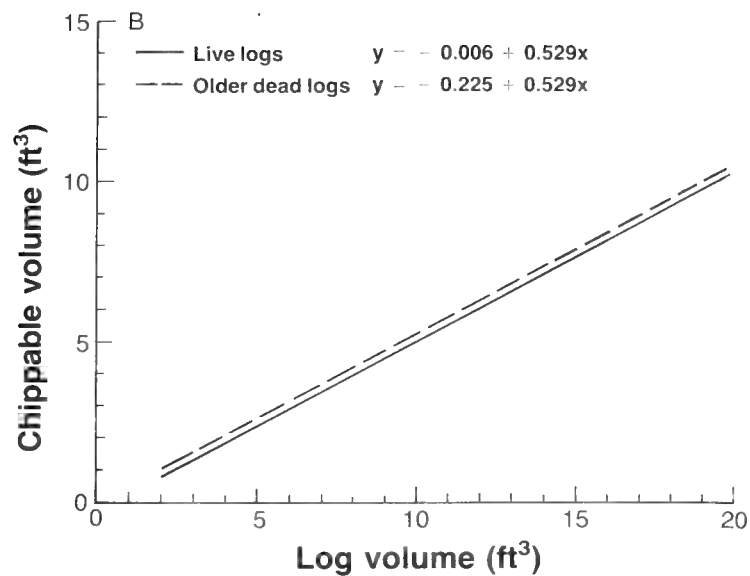 B
Live logs y – - 0.006 + 0.529x
Older dead logs y – - 0.225 + 0.529x
15
10
5
0
Chippable volume (ft³)
0 5 10 15 20
Log volume (ft³)